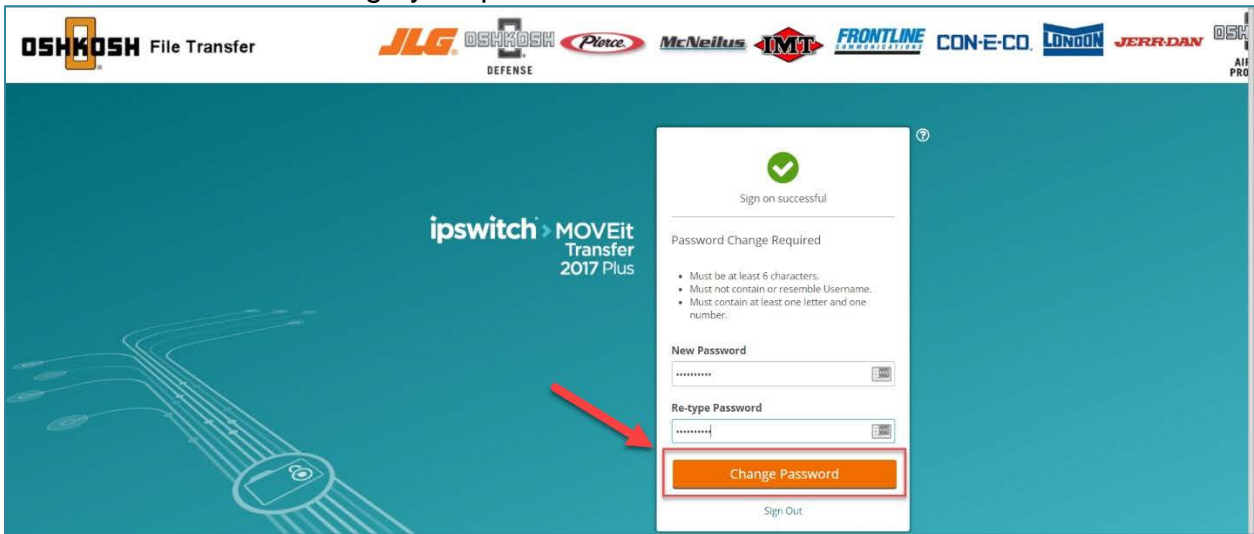 OSHKOSH File Transfer
JLG OSHKOSH DEFENSE Pierce McNeilus IMT FRONTLINE COMMUNICATIONS CON-E-CO. LONDON JERR-DAN
Sign on successful
ipswitch MOVEit
Transfer
2017 Plus
Password Change Required
• Must be at least 6 characters.
• Must not contain or resemble Username.
• Must contain at least one letter and one
number.
New Password
••••••••••
Re-type Password
••••••••••
Change Password
Sign Out